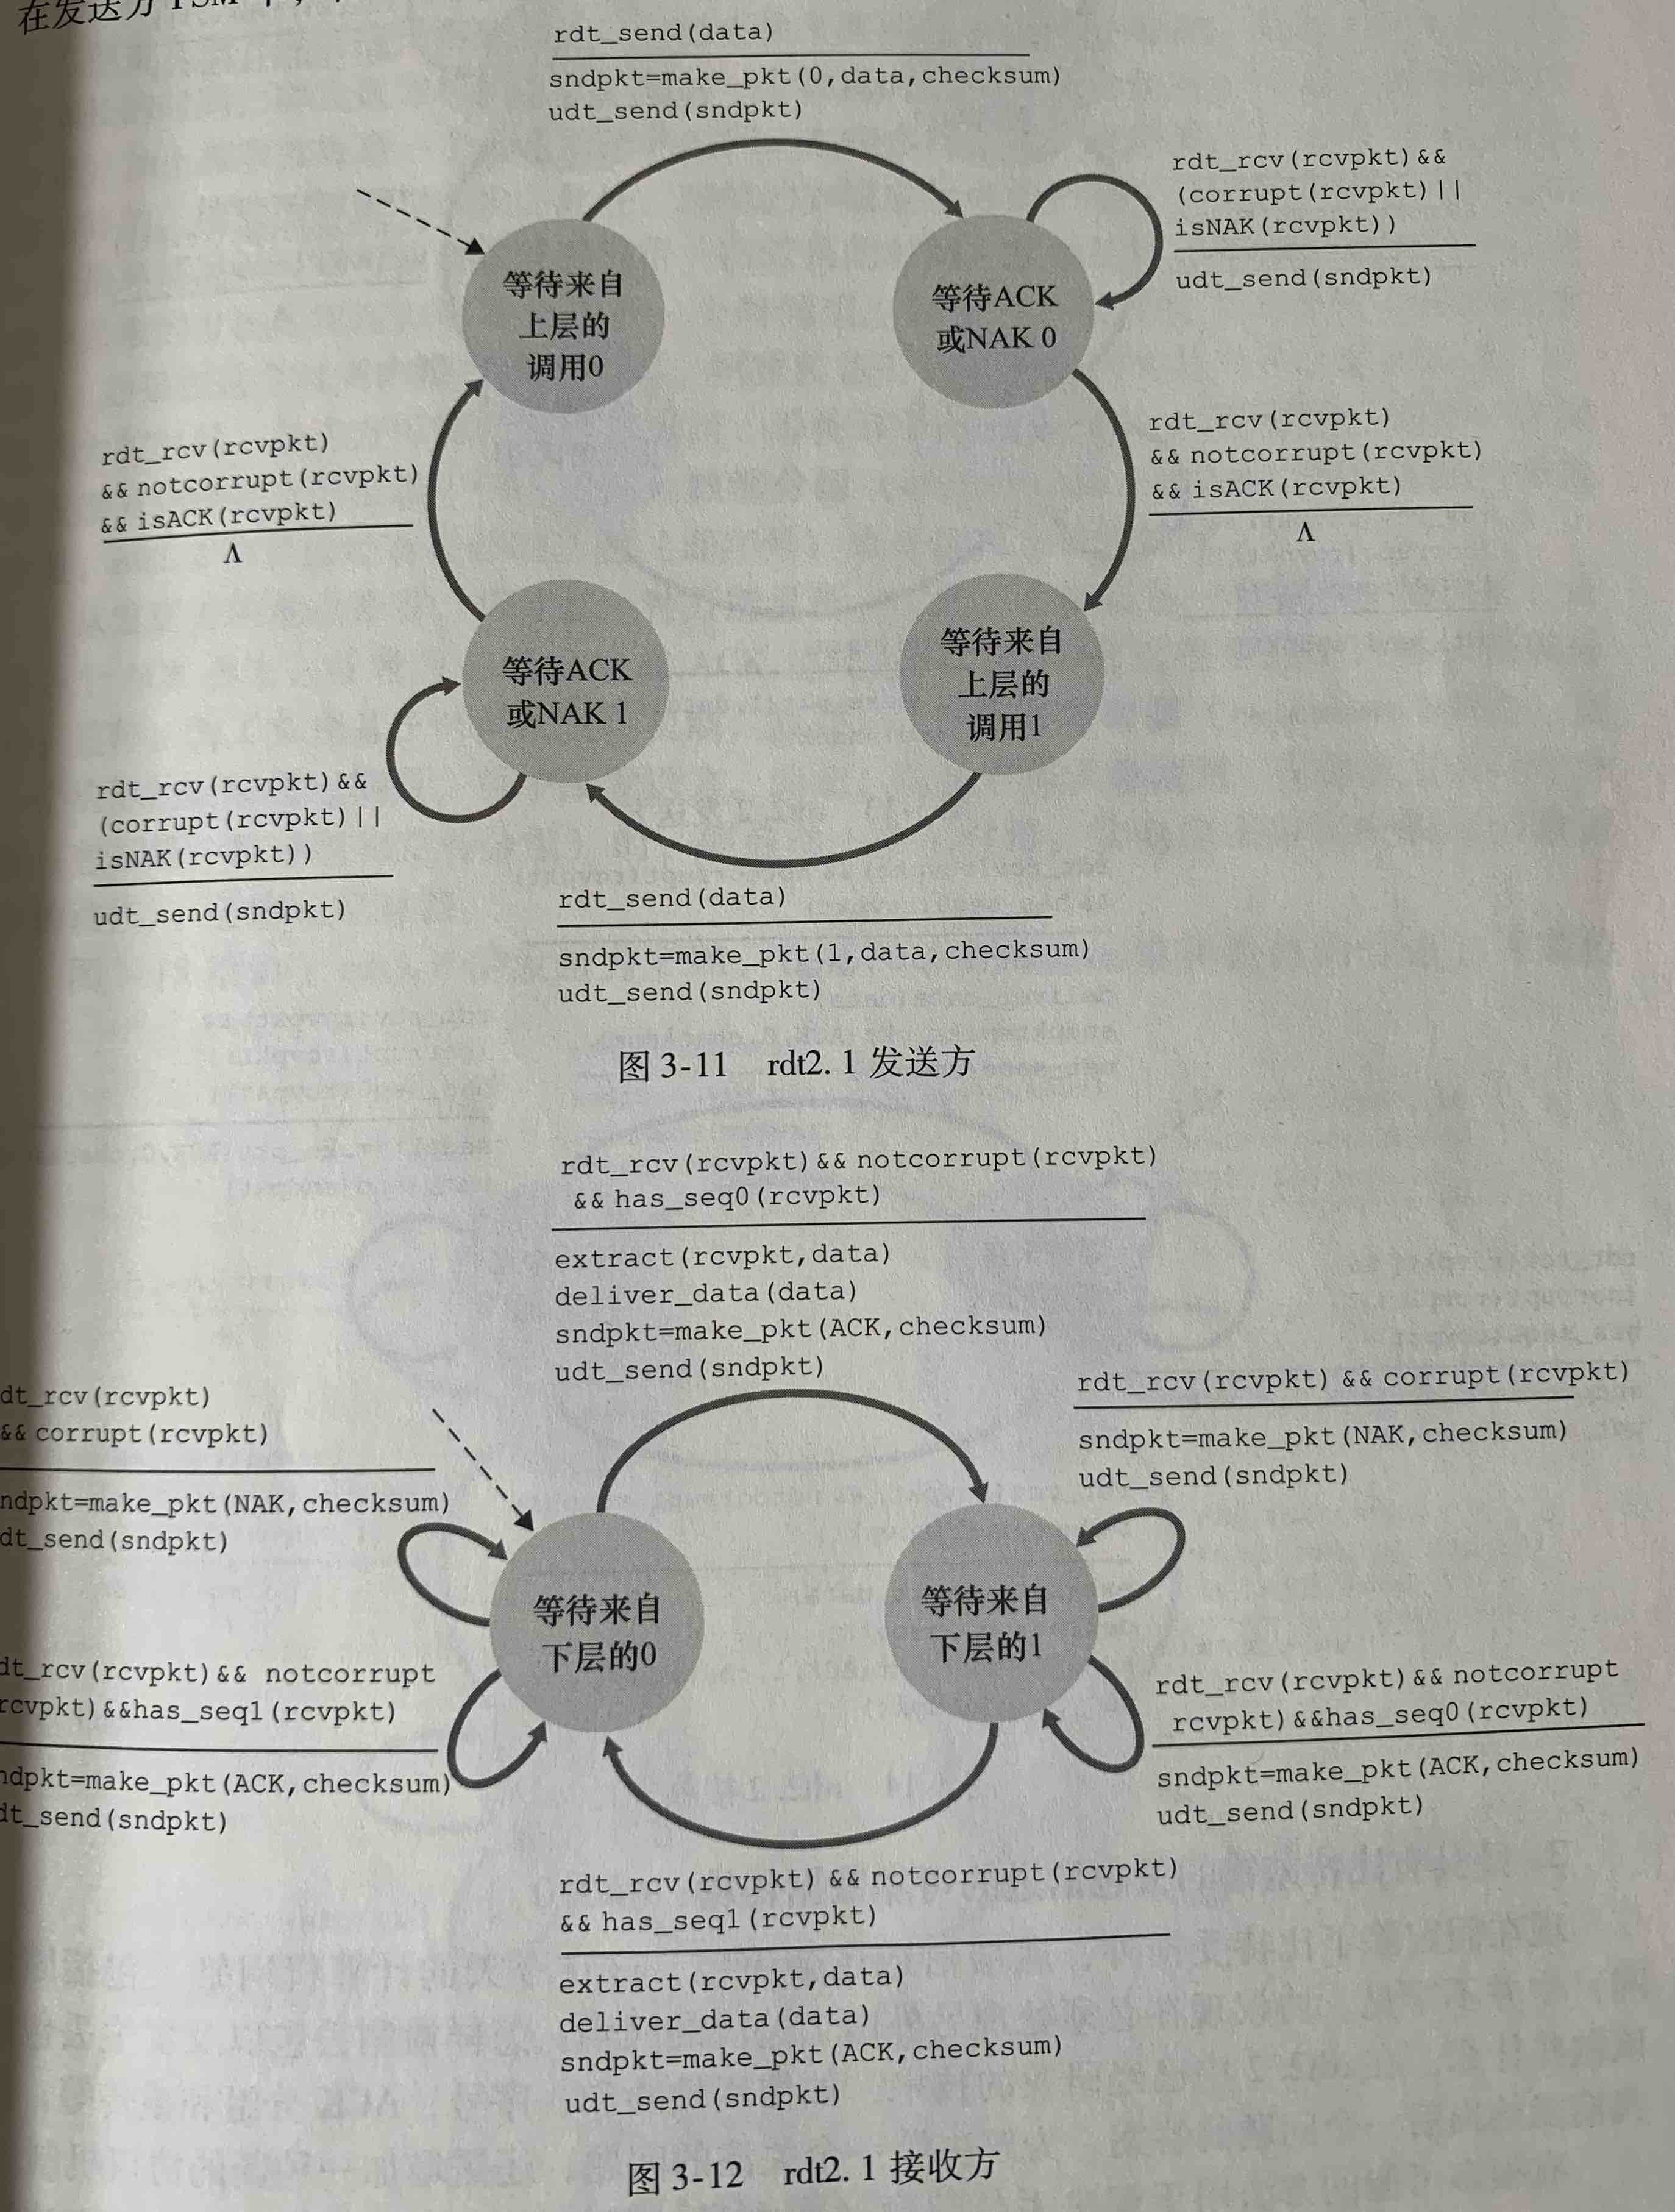 在发送方
rdt_send(data)
sndpkt=make_pkt(0,data,checksum)
udt_send(sndpkt)
rdt_rcv(rcvpkt)&&
(corrupt(rcvpkt)||
isNAK(rcvpkt))
udt_send(sndpkt)
等待来自
上层的
调用0
等待ACK
或NAK 0
rdt_rcv(rcvpkt)
&&notcorrupt(rcvpkt)
&&isACK(rcvpkt)
Λ
rdt_rcv(rcvpkt)
&&notcorrupt(rcvpkt)
&&isACK(rcvpkt)
Λ
等待ACK
或NAK 1
等待来自
上层的
调用1
rdt_rcv(rcvpkt)&&
(corrupt(rcvpkt)||
isNAK(rcvpkt))
udt_send(sndpkt)
rdt_send(data)
sndpkt=make_pkt(1,data,checksum)
udt_send(sndpkt)
图 3-11 rdt2. 1 发送方
rdt_rcv(rcvpkt)&&notcorrupt(rcvpkt)
&&has_seq0(rcvpkt)
extract(rcvpkt,data)
deliver_data(data)
sndpkt=make_pkt(ACK,checksum)
udt_send(sndpkt)
dt_rcv(rcvpkt)
&&corrupt(rcvpkt)
ndpkt=make_pkt(NAK,checksum)
dt_send(sndpkt)
rdt_rcv(rcvpkt) &&corrupt(rcvpkt)
sndpkt=make_pkt(NAK,checksum)
udt_send(sndpkt)
等待来自
下层的0
等待来自
下层的1
dt_rcv(rcvpkt)&& notcorrupt
rcvpkt)&&has_seq1(rcvpkt)
ndpkt=make_pkt(ACK,checksum)
dt_send(sndpkt)
rdt_rcv(rcvpkt)&&notcorrupt
rcvpkt)&&has_seq0(rcvpkt)
sndpkt=make_pkt(ACK,checksum)
udt_send(sndpkt)
rdt_rcv(rcvpkt) &&notcorrupt(rcvpkt)
&&has_seq1(rcvpkt)
extract(rcvpkt,data)
deliver_data(data)
sndpkt=make_pkt(ACK,checksum)
udt_send(sndpkt)
图 3-12 rdt2. 1 接收方